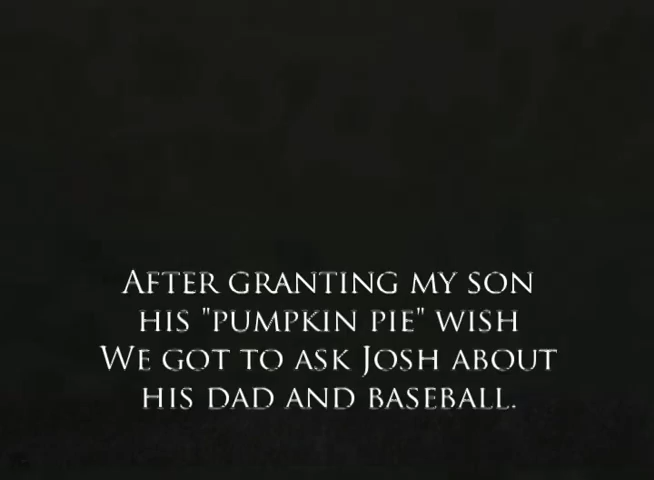 After granting my son
his "pumpkin pie" wish
We got to ask Josh about
his dad and baseball.